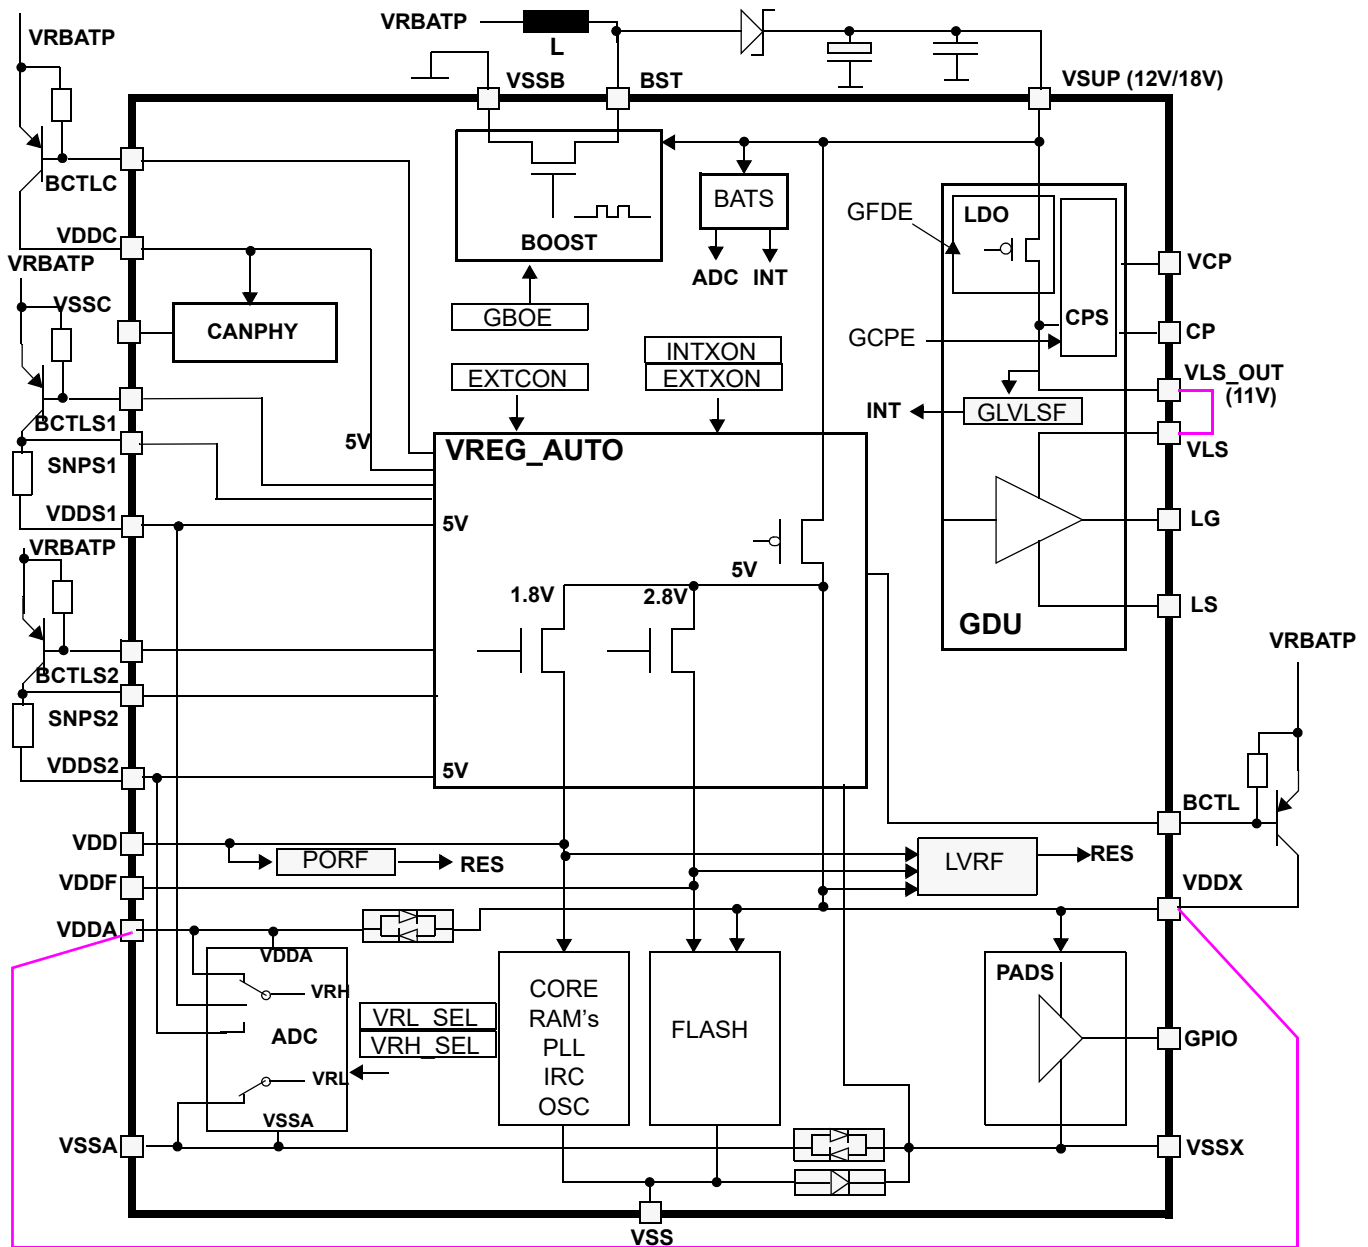 VRBATP
L
VRBATP
VSSB
BST
VSUP (12V/18V)
BCTLC
VDDC
VRBATP
VSSC
CANPHY
BCTLS1
SNPS1
VDDS1
VRBATP
BCTLS2
SNPS2
VDDS2
VDD
VDDF
VDDA
VSSA
BOOST
GBOE
BATS
ADC
INT
EXTCON
INTXON
EXTXON
GFDE
LDO
CPS
GCPE
INT
GLVLSF
GDU
VCP
CP
VLS_OUT
(11V)
VLS
LG
LS
VRBATP
BCTL
VDDX
GPIO
VSSX
5V
VREG_AUTO
5V
5V
1.8V
2.8V
5V
PORF
RES
LVRF
RES
VDDA
VRH
ADC
VRL
VSSA
VRL_SEL
VRH_SEL
CORE
RAM's
PLL
IRC
OSC
FLASH
PADS
VSS